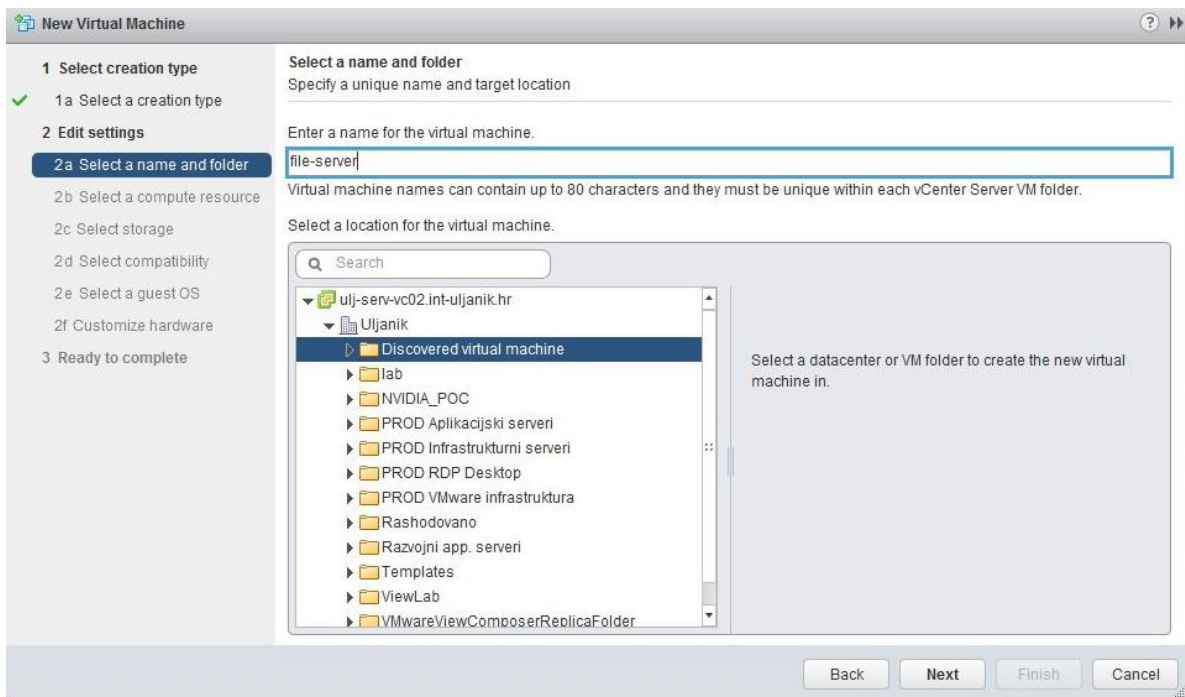 New Virtual Machine
?
1 Select creation type
1a Select a creation type
2 Edit settings
2a Select a name and folder
2b Select a compute resource
2c Select storage
2d Select compatibility
2e Select a guest OS
2f Customize hardware
3 Ready to complete
Select a name and folder
Specify a unique name and target location
Enter a name for the virtual machine.
file-server
Virtual machine names can contain up to 80 characters and they must be unique within each vCenter Server VM folder.
Select a location for the virtual machine.
Search
ulj-serv-vc02.int-uljanik.hr
Uljanik
Discovered virtual machine
lab
NVIDIA_POC
PROD Aplikacijski serveri
PROD Infrastrukturni serveri
PROD RDP Desktop
PROD VMware infrastruktura
Rashodovano
Razvojni app. serveri
Templates
ViewLab
VMwareViewComposerReplicaFolder
Select a datacenter or VM folder to create the new virtual
machine in.
Back Next Finish Cancel